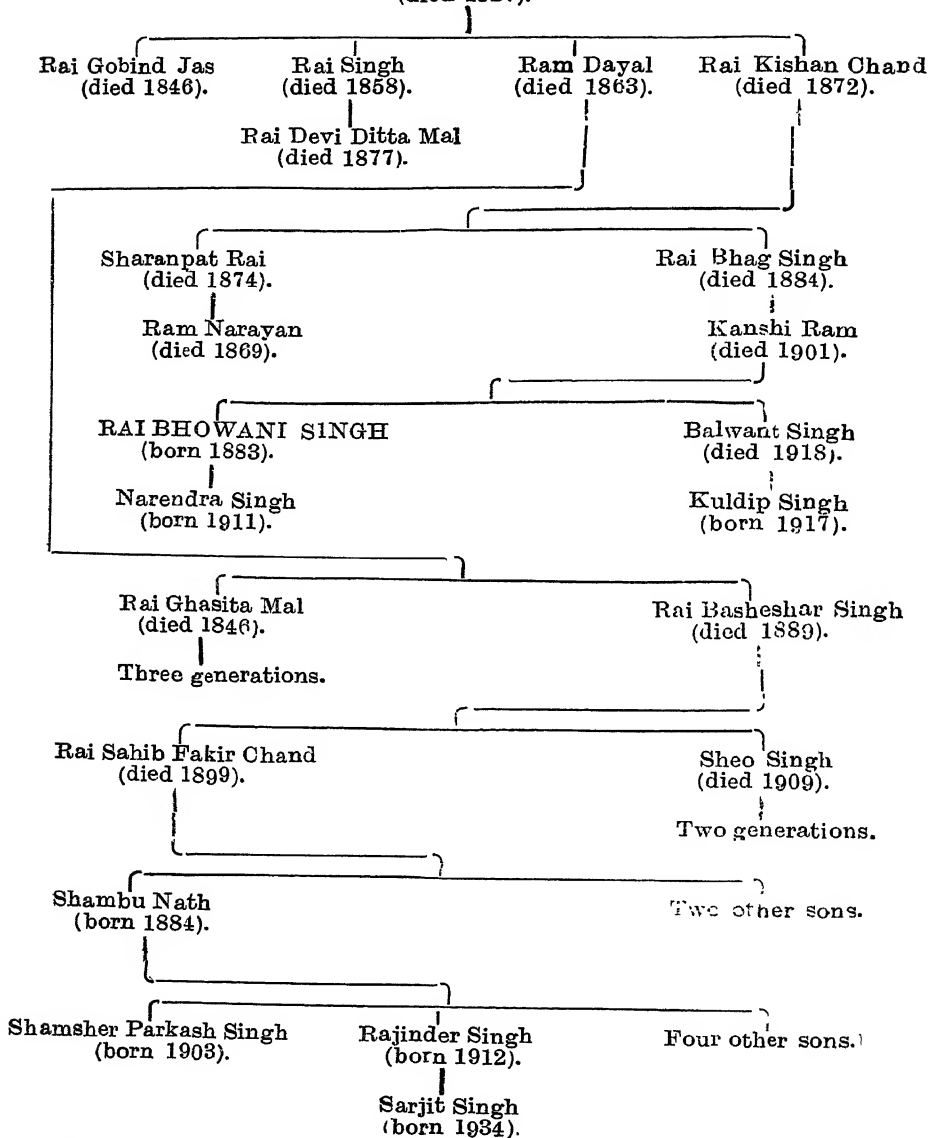 Rai Gobind Jas Rai Singh Ram Dayal Rai Kishan Chand
(died 1846). (died 1858). (died 1863). (died 1872).
Rai Devi Ditta Mal
(died 1877).
Sharanpat Rai Rai Bhag Singh
(died 1874). (died 1884).
Ram Narayan Kanshi Ram
(died 1869). (died 1901).
RAI BHOWANI SINGH Balwant Singh
(born 1883). (died 1918).
Narendra Singh Kuldip Singh
(born 1911). (born 1917).
Rai Ghasita Mal Rai Basheshar Singh
(died 1846). (died 1889).
Three generations.
Rai Sahib Fakir Chand Sheo Singh
(died 1899). (died 1909).
Two generations.
Shambu Nath Two other sons.
(born 1884).
Shamsher Parkash Singh Rajinder Singh Four other sons.
(born 1903). (born 1912).
Sarjit Singh
(born 1934).